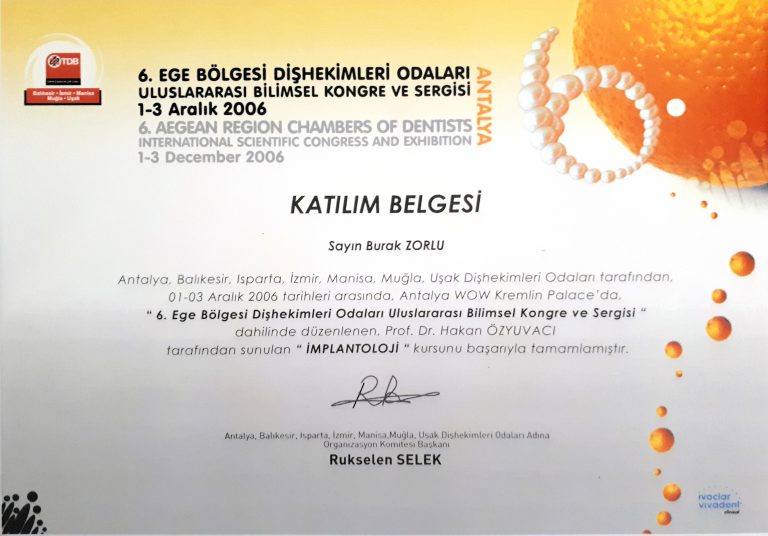 TDB
Balıkesir • İzmir • Manisa
Muğla • Uşak
6. EGE BÖLGESİ DİŞHEKİMLERİ ODALARI
ULUSLARARASI BİLİMSEL KONGRE VE SERGİSİ
1-3 Aralık 2006
6. AEGEAN REGION CHAMBERS OF DENTISTS
INTERNATIONAL SCIENTIFIC CONGRESS AND EXHIBITION
1-3 December 2006
ANTALYA
6
KATILIM BELGESİ
Sayın Burak ZORLU
Antalya, Balıkesir, Isparta, İzmir, Manisa, Muğla, Uşak Dişhekimleri Odaları tarafından,
01-03 Aralık 2006 tarihleri arasında, Antalya WOW Kremlin Palace’da,
“ 6. Ege Bölgesi Dişhekimleri Odaları Uluslararası Bilimsel Kongre ve Sergisi “
dahilinde düzenlenen, Prof. Dr. Hakan ÖZYUVACI
tarafından sunulan “ İMPLANTOLOJİ “ kursunu başarıyla tamamlamıştır.
Antalya, Balıkesir, Isparta, İzmir, Manisa,Muğla, Uşak Dişhekimleri Odaları Adına
Organizasyon Komitesi Başkanı
Rukselen SELEK
ivoclar
vivadent
clinical